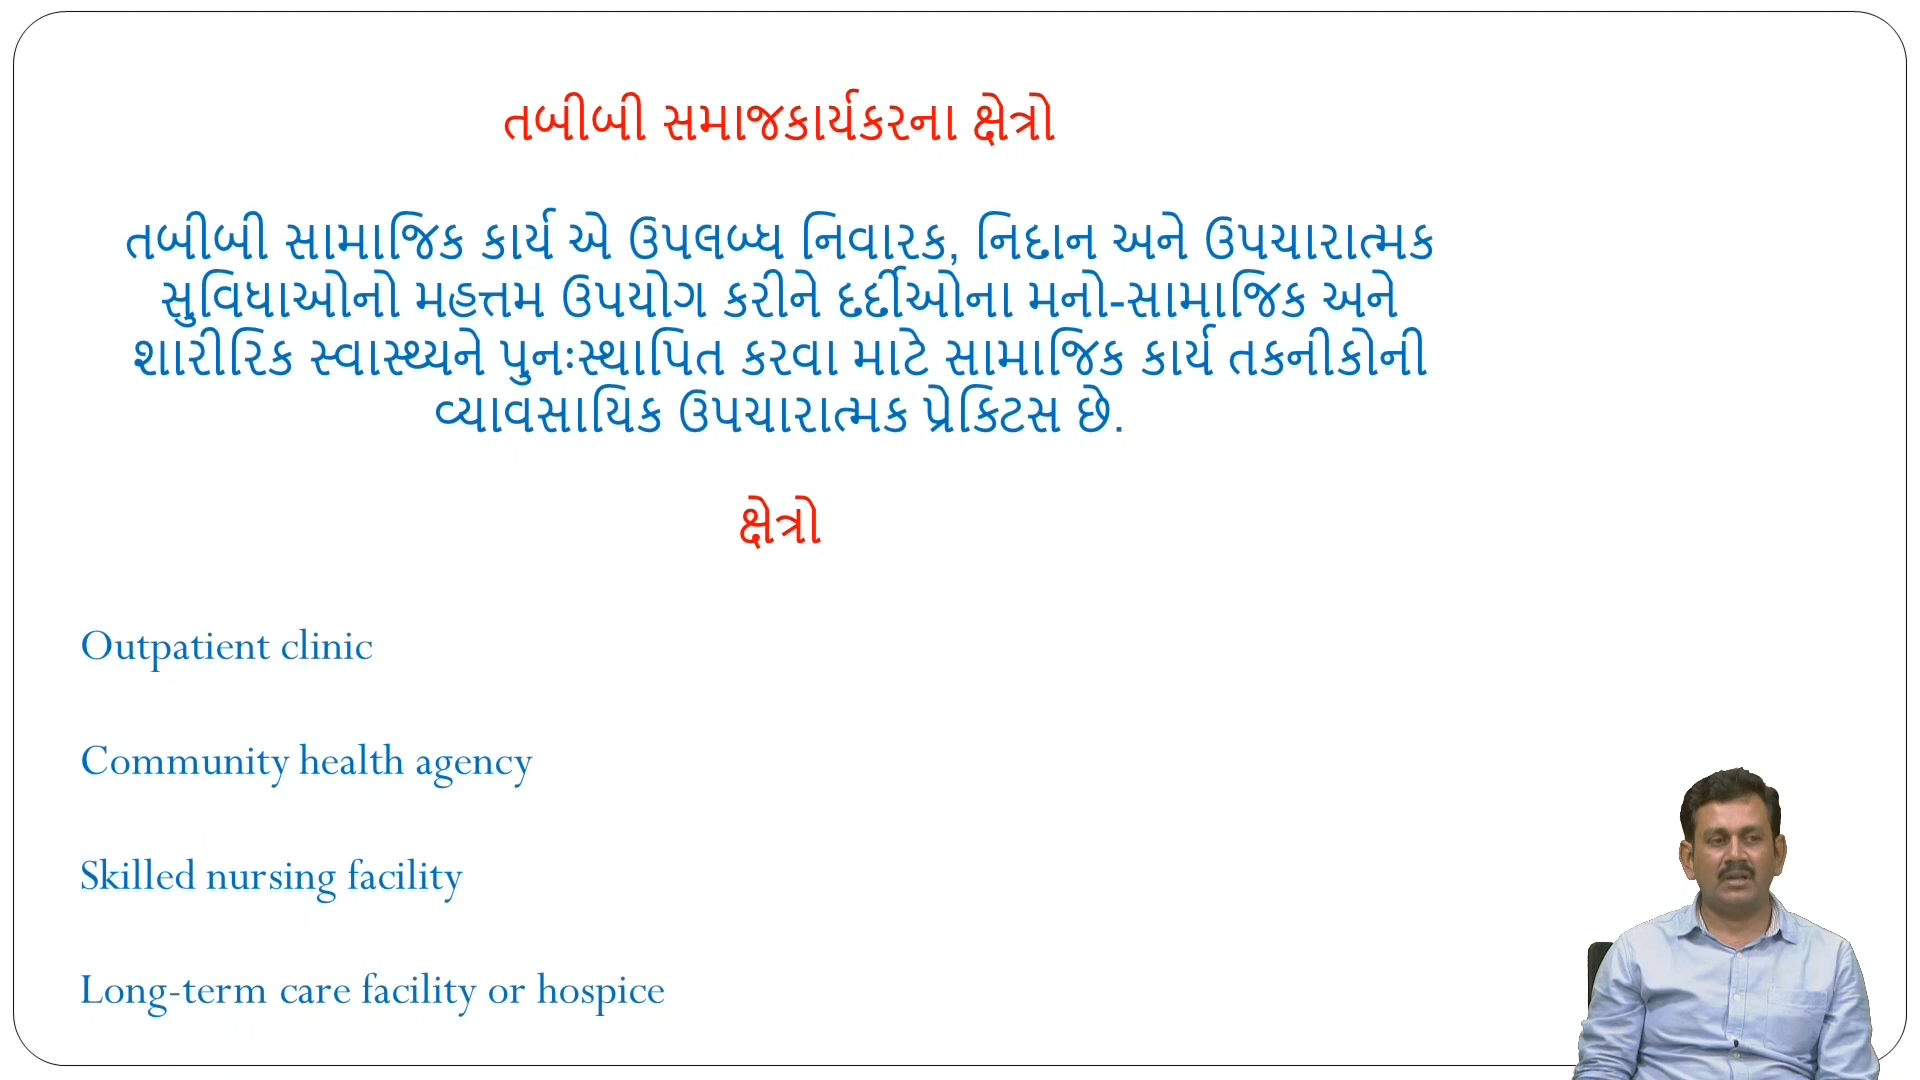 તબીબી સમાજકાર્યકરના ક્ષેત્રો
તબીબી સામાજિક કાર્ય એ ઉપલબ્ધ નિવારક, નિદાન અને ઉપચારાત્મક
સુવિધાઓનો મહત્તમ ઉપયોગ કરીને દર્દીઓના મનો-સામાજિક અને
શારીરિક સ્વાસ્થ્યને પુનઃસ્થાપિત કરવા માટે સામાજિક કાર્ય તકનીકોની
વ્યાવસાયિક ઉપચારાત્મક પ્રેક્ટિસ છે.
ક્ષેત્રો
Outpatient clinic
Community health agency
Skilled nursing facility
Long-term care facility or hospice